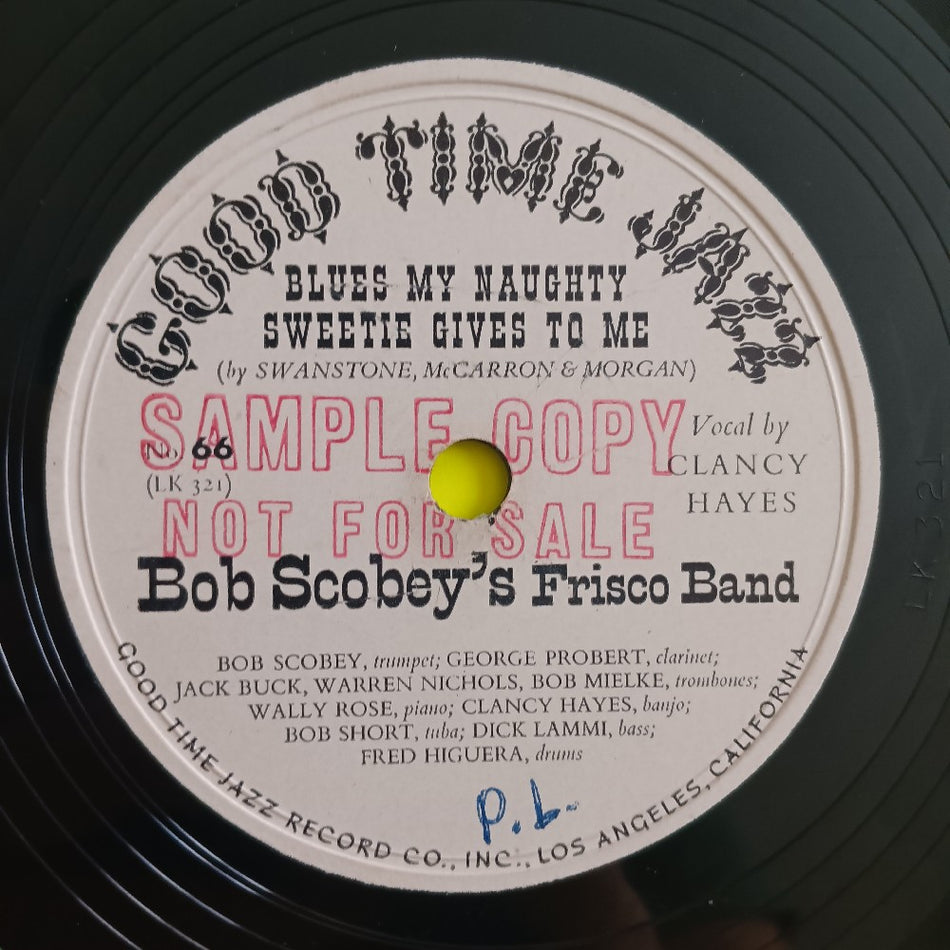 GOOD TIME JAZZ
BLUES MY NAUGHTY
SWEETIE GIVES TO ME
(by SWANSTONE, McCARRON & MORGAN)
SAMPLE COPY
Vocal by
CLANCY
HAYES
No. 66
(LK 321)
NOT FOR SALE
Bob Scobey's Frisco Band
BOB SCOBEY, trumpet; GEORGE PROBERT, clarinet;
JACK BUCK, WARREN NICHOLS, BOB MIELKE, trombones;
WALLY ROSE, piano; CLANCY HAYES, banjo;
BOB SHORT, tuba; DICK LAMMI, bass;
FRED HIGUERA, drums
P.L.
GOOD TIME JAZZ RECORD CO., INC., LOS ANGELES, CALIFORNIA
LK 321